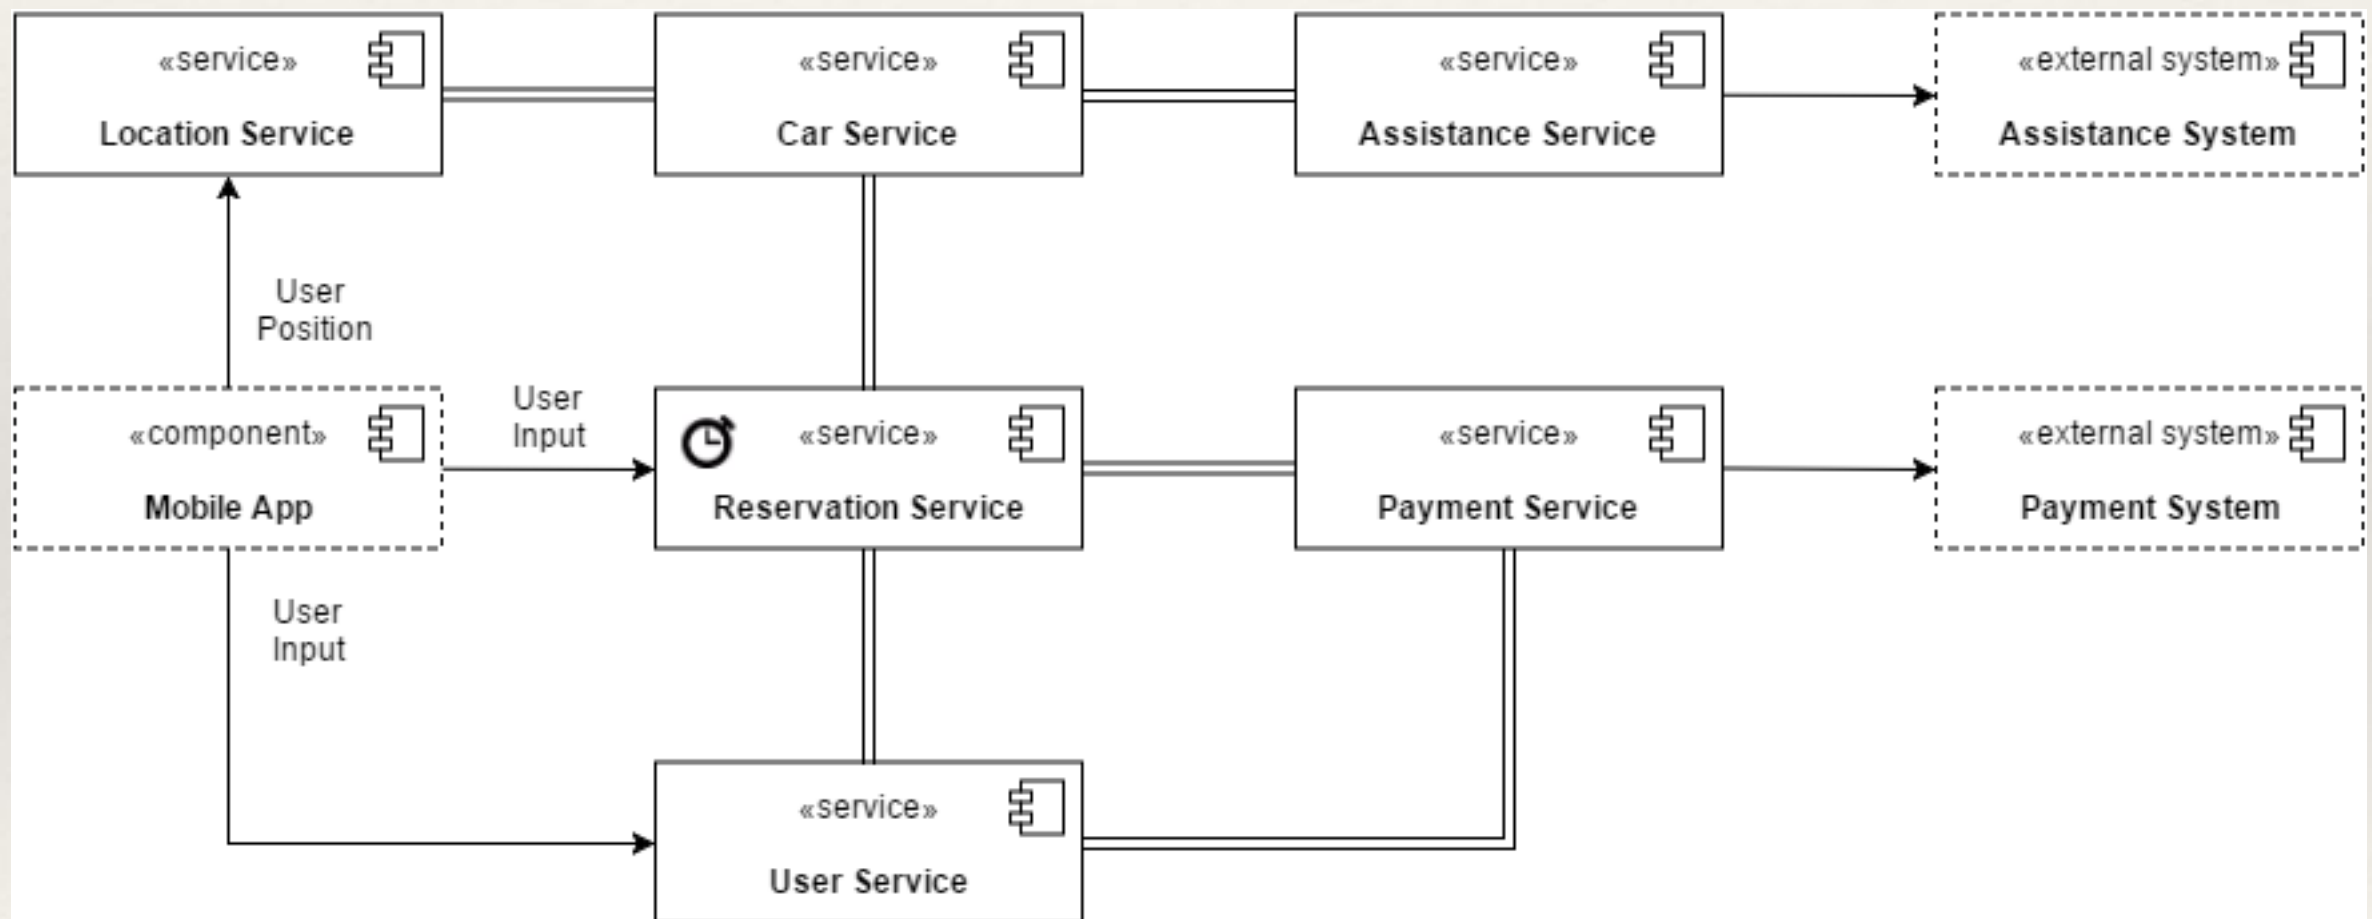 «service»
Location Service
«service»
Car Service
«service»
Assistance Service
«external system»
Assistance System
User
Position
«component»
Mobile App
User
Input
«service»
Reservation Service
«service»
Payment Service
«external system»
Payment System
User
Input
«service»
User Service